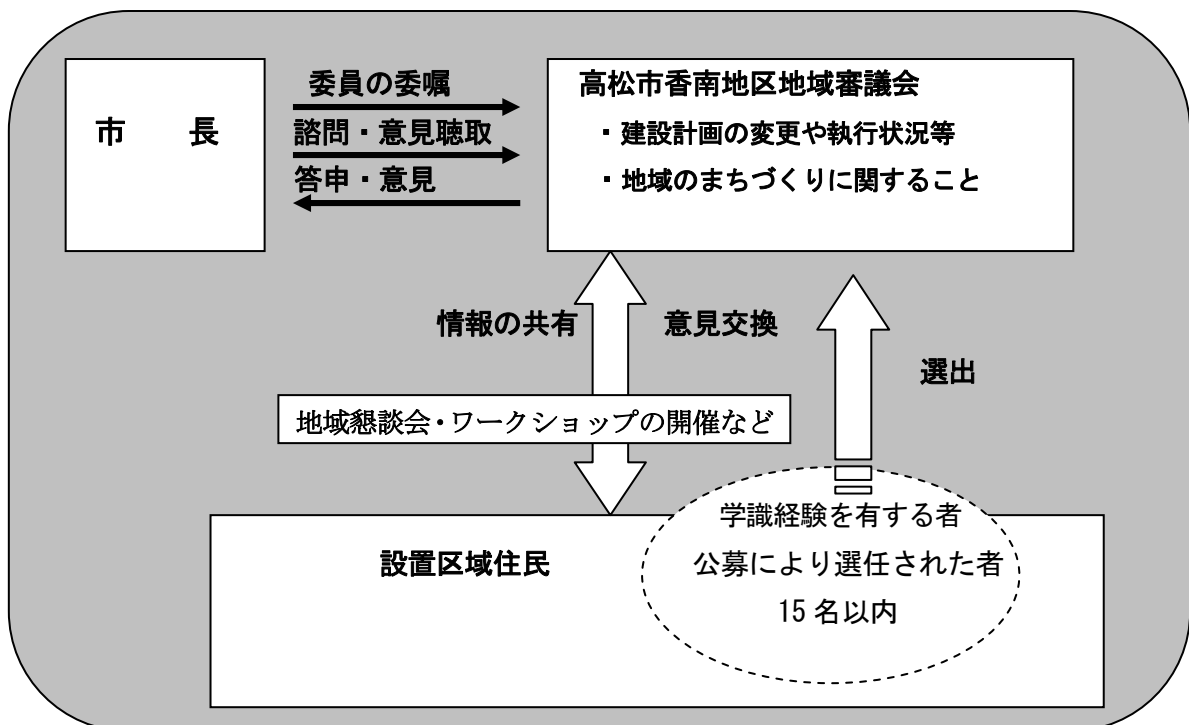 市　　長
委員の委嘱
諮問・意見聴取
答申・意見
高松市香南地区地域審議会
・建設計画の変更や執行状況等
・地域のまちづくりに関すること
情報の共有
意見交換
選出
地域懇談会・ワークショップの開催など
設置区域住民
学識経験を有する者
公募により選任された者
15 名以内